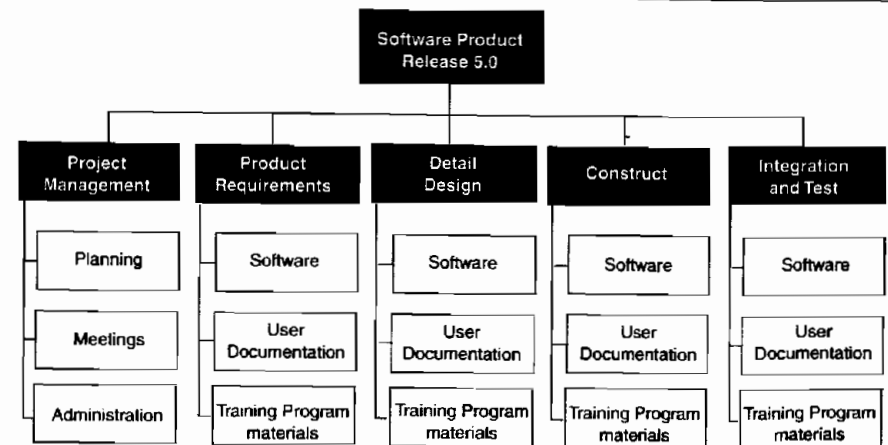 Software Product
Release 5.0
Project
Management
Product
Requirements
Detail
Design
Construct
Integration
and Test
Planning
Software
Software
Software
Software
Meetings
User
Documentation
User
Documentation
User
Documentation
User
Documentation
Administration
Training Program
materials
Training Program
materials
Training Program
materials
Training Program
materials